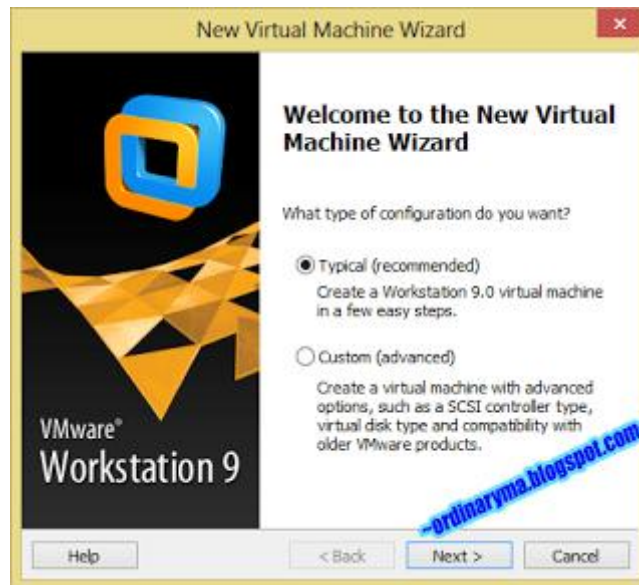 New Virtual Machine Wizard
x
Welcome to the New Virtual
Machine Wizard
What type of configuration do you want?
Typical (recommended)
Create a Workstation 9.0 virtual machine
in a few easy steps.
Custom (advanced)
Create a virtual machine with advanced
options, such as a SCSI controller type,
virtual disk type and compatibility with
older VMware products.
VMware®
Workstation 9
~ordinaryma.blogspot.com
Help
< Back
Next >
Cancel